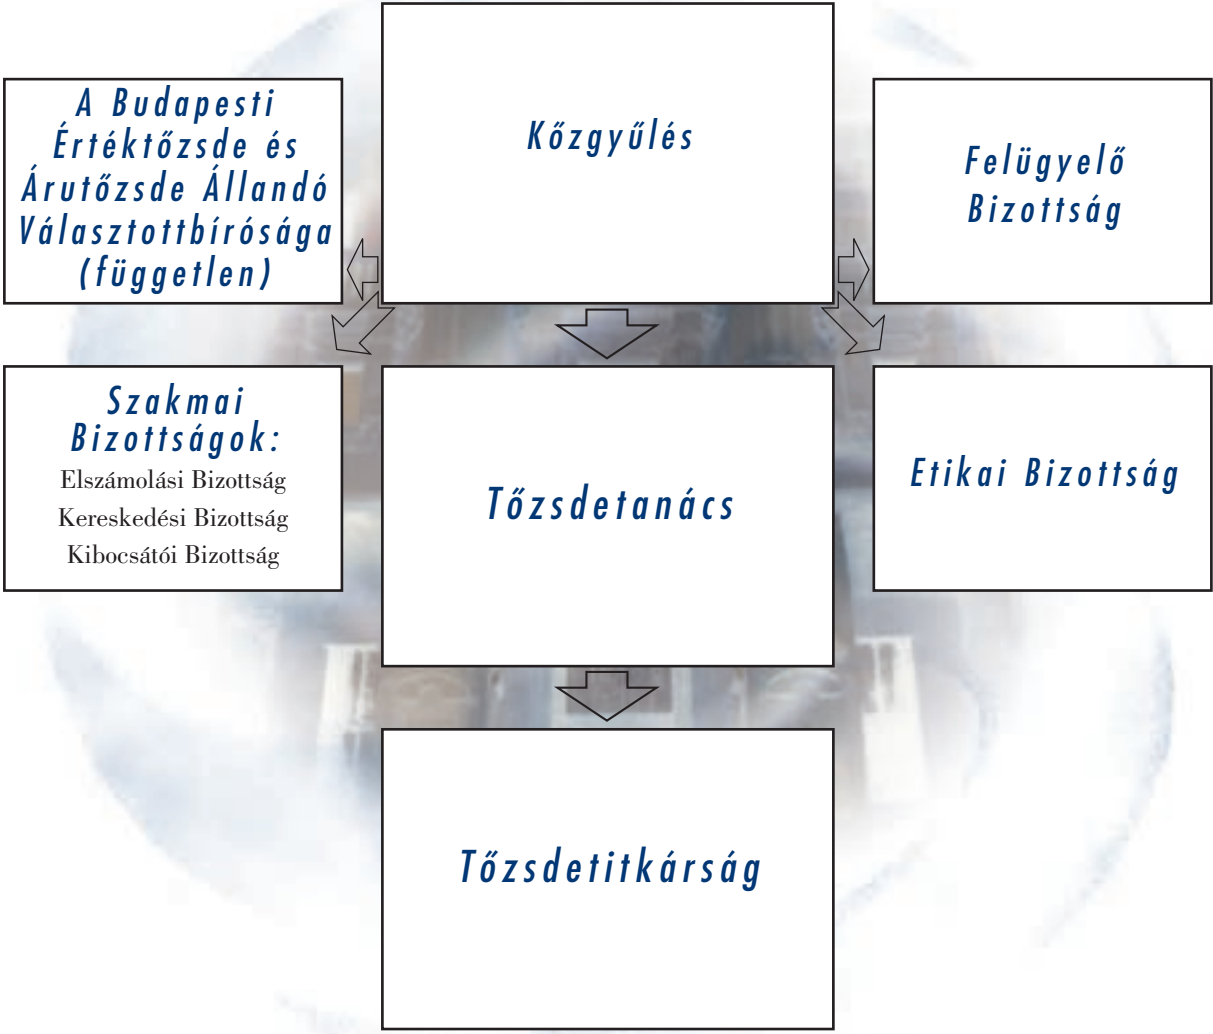 Kőzgyűlés
A Budapesti
Értéktőzsde és
Árutőzsde Állandó
Választottbírósága
(független)
Felügyelő
Bizottság
Szakmai
Bizottságok:
Elszámolási Bizottság
Kereskedési Bizottság
Kibocsátói Bizottság
Tőzsdetanács
Etikai Bizottság
Tőzsdetitkárság